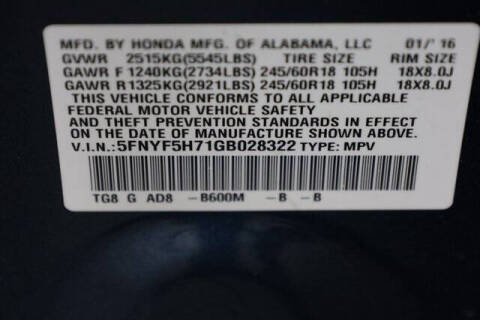 MFD. BY HONDA MFG. OF ALABAMA, LLC 01/'16
GVWR 2515KG(5545LBS) TIRE SIZE RIM SIZE
GAWR F 1240KG(2734LBS) 245/60R18 105H 18X8.0J
GAWR R1325KG(2921LBS) 245/60R18 105H 18X8.0J
THIS VEHICLE CONFORMS TO ALL APPLICABLE
FEDERAL MOTOR VEHICLE SAFETY
AND THEFT PREVENTION STANDARDS IN EFFECT
ON THE DATE OF MANUFACTURE SHOWN ABOVE.
V.I.N.: 5FNYF5H71GB028322 TYPE: MPV
TG8 G AD8 –B600M –B –B